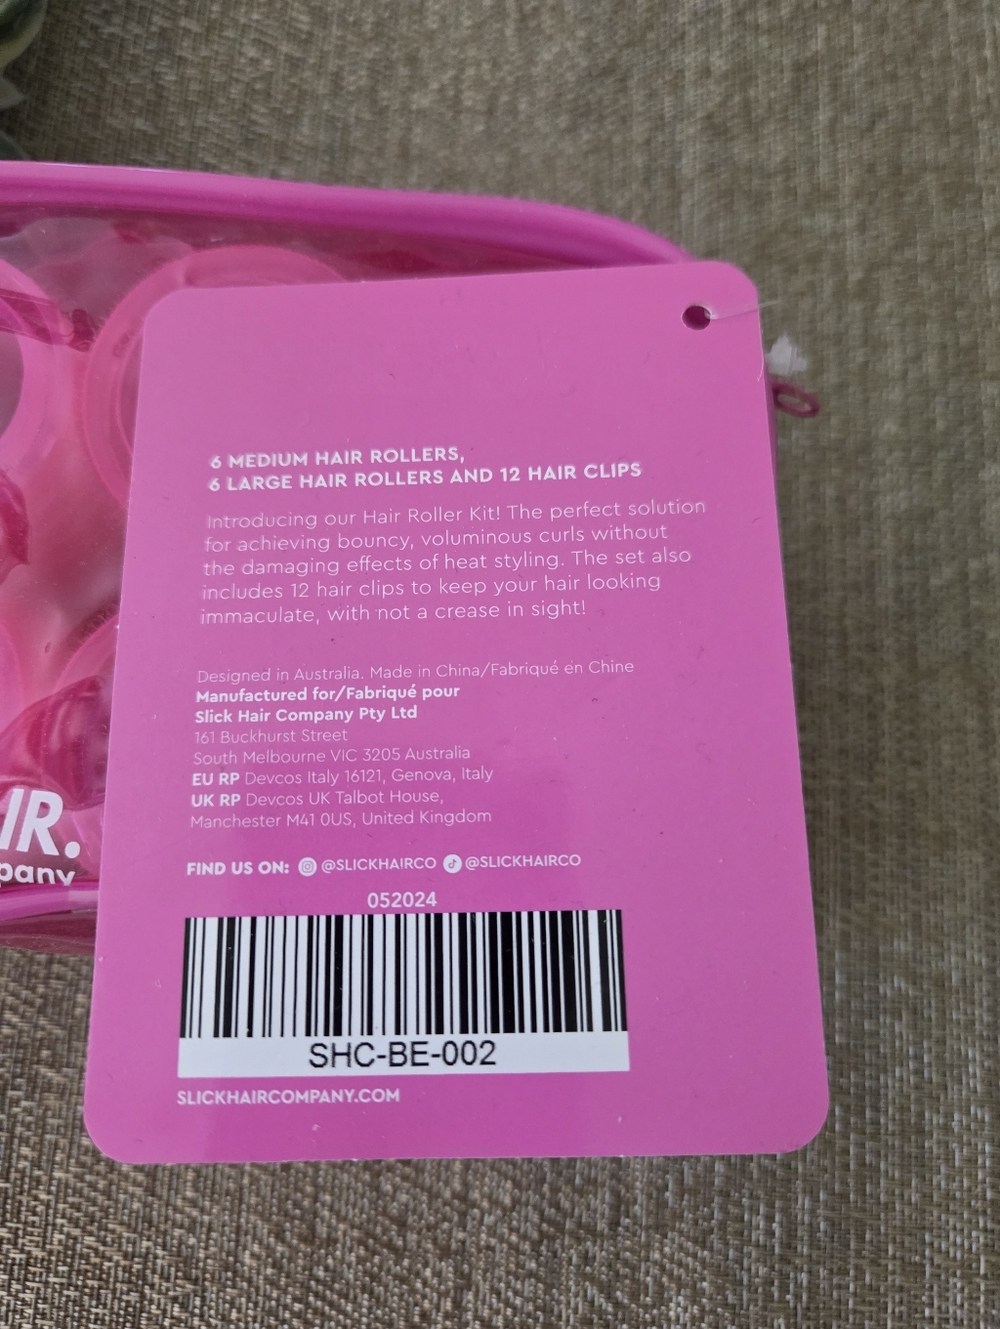 6 MEDIUM HAIR ROLLERS,
6 LARGE HAIR ROLLERS AND 12 HAIR CLIPS
Introducing our Hair Roller Kit! The perfect solution
for achieving bouncy, voluminous curls without
the damaging effects of heat styling. The set also
includes 12 hair clips to keep your hair looking
immaculate, with not a crease in sight!
Designed in Australia. Made in China/Fabriqué en Chine
Manufactured for/Fabriqué pour
Slick Hair Company Pty Ltd
161 Buckhurst Street
South Melbourne VIC 3205 Australia
EU RP Devcos Italy 16121, Genova, Italy
UK RP Devcos UK Talbot House,
Manchester M41 0US, United Kingdom
IR.
pany
FIND US ON: @SLICKHAIRCO @SLICKHAIRCO
052024
SHC-BE-002
SLICKHAIRCOMPANY.COM